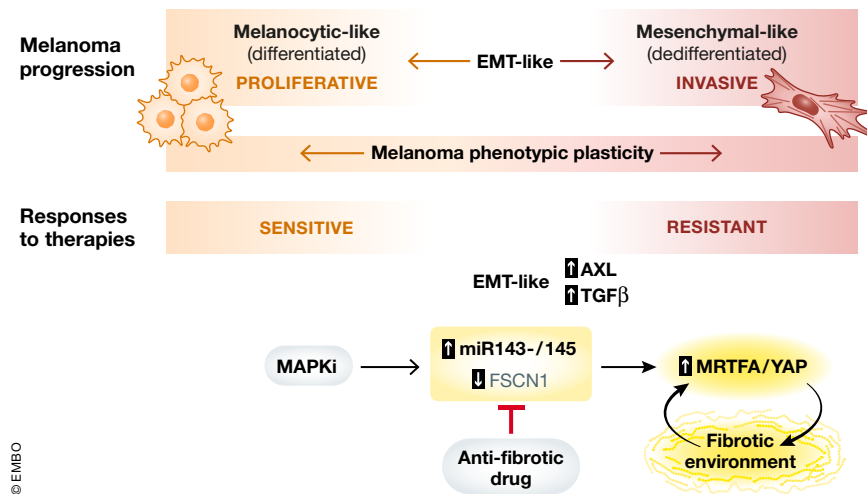 Melanoma
progression
Melanocytic-like
(differentiated)
PROLIFERATIVE
EMT-like
Mesenchymal-like
(dedifferentiated)
INVASIVE
Melanoma phenotypic plasticity
Responses
to therapies
SENSITIVE
RESISTANT
EMT-like
↑ AXL
↑ TGFβ
MAPKi
↑ miR143-/145
↓ FSCN1
↑ MRTFA/YAP
Anti-fibrotic
drug
Fibrotic
environment
© EMBO